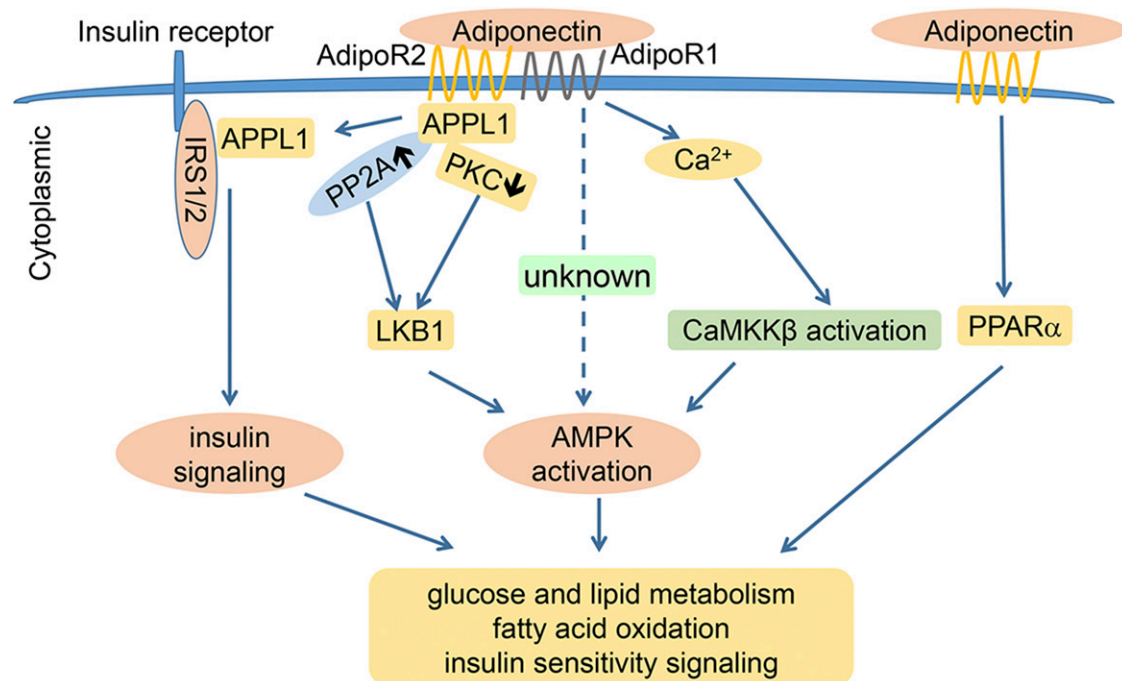 Insulin receptor
Adiponectin
Adiponectin
AdipoR2
AdipoR1
Cytoplasmic
IRS1/2
APPL1
APPL1
PP2A
PKC
Ca²⁺
unknown
LKB1
CaMKKβ activation
PPARα
insulin
signaling
AMPK
activation
glucose and lipid metabolism
fatty acid oxidation
insulin sensitivity signaling